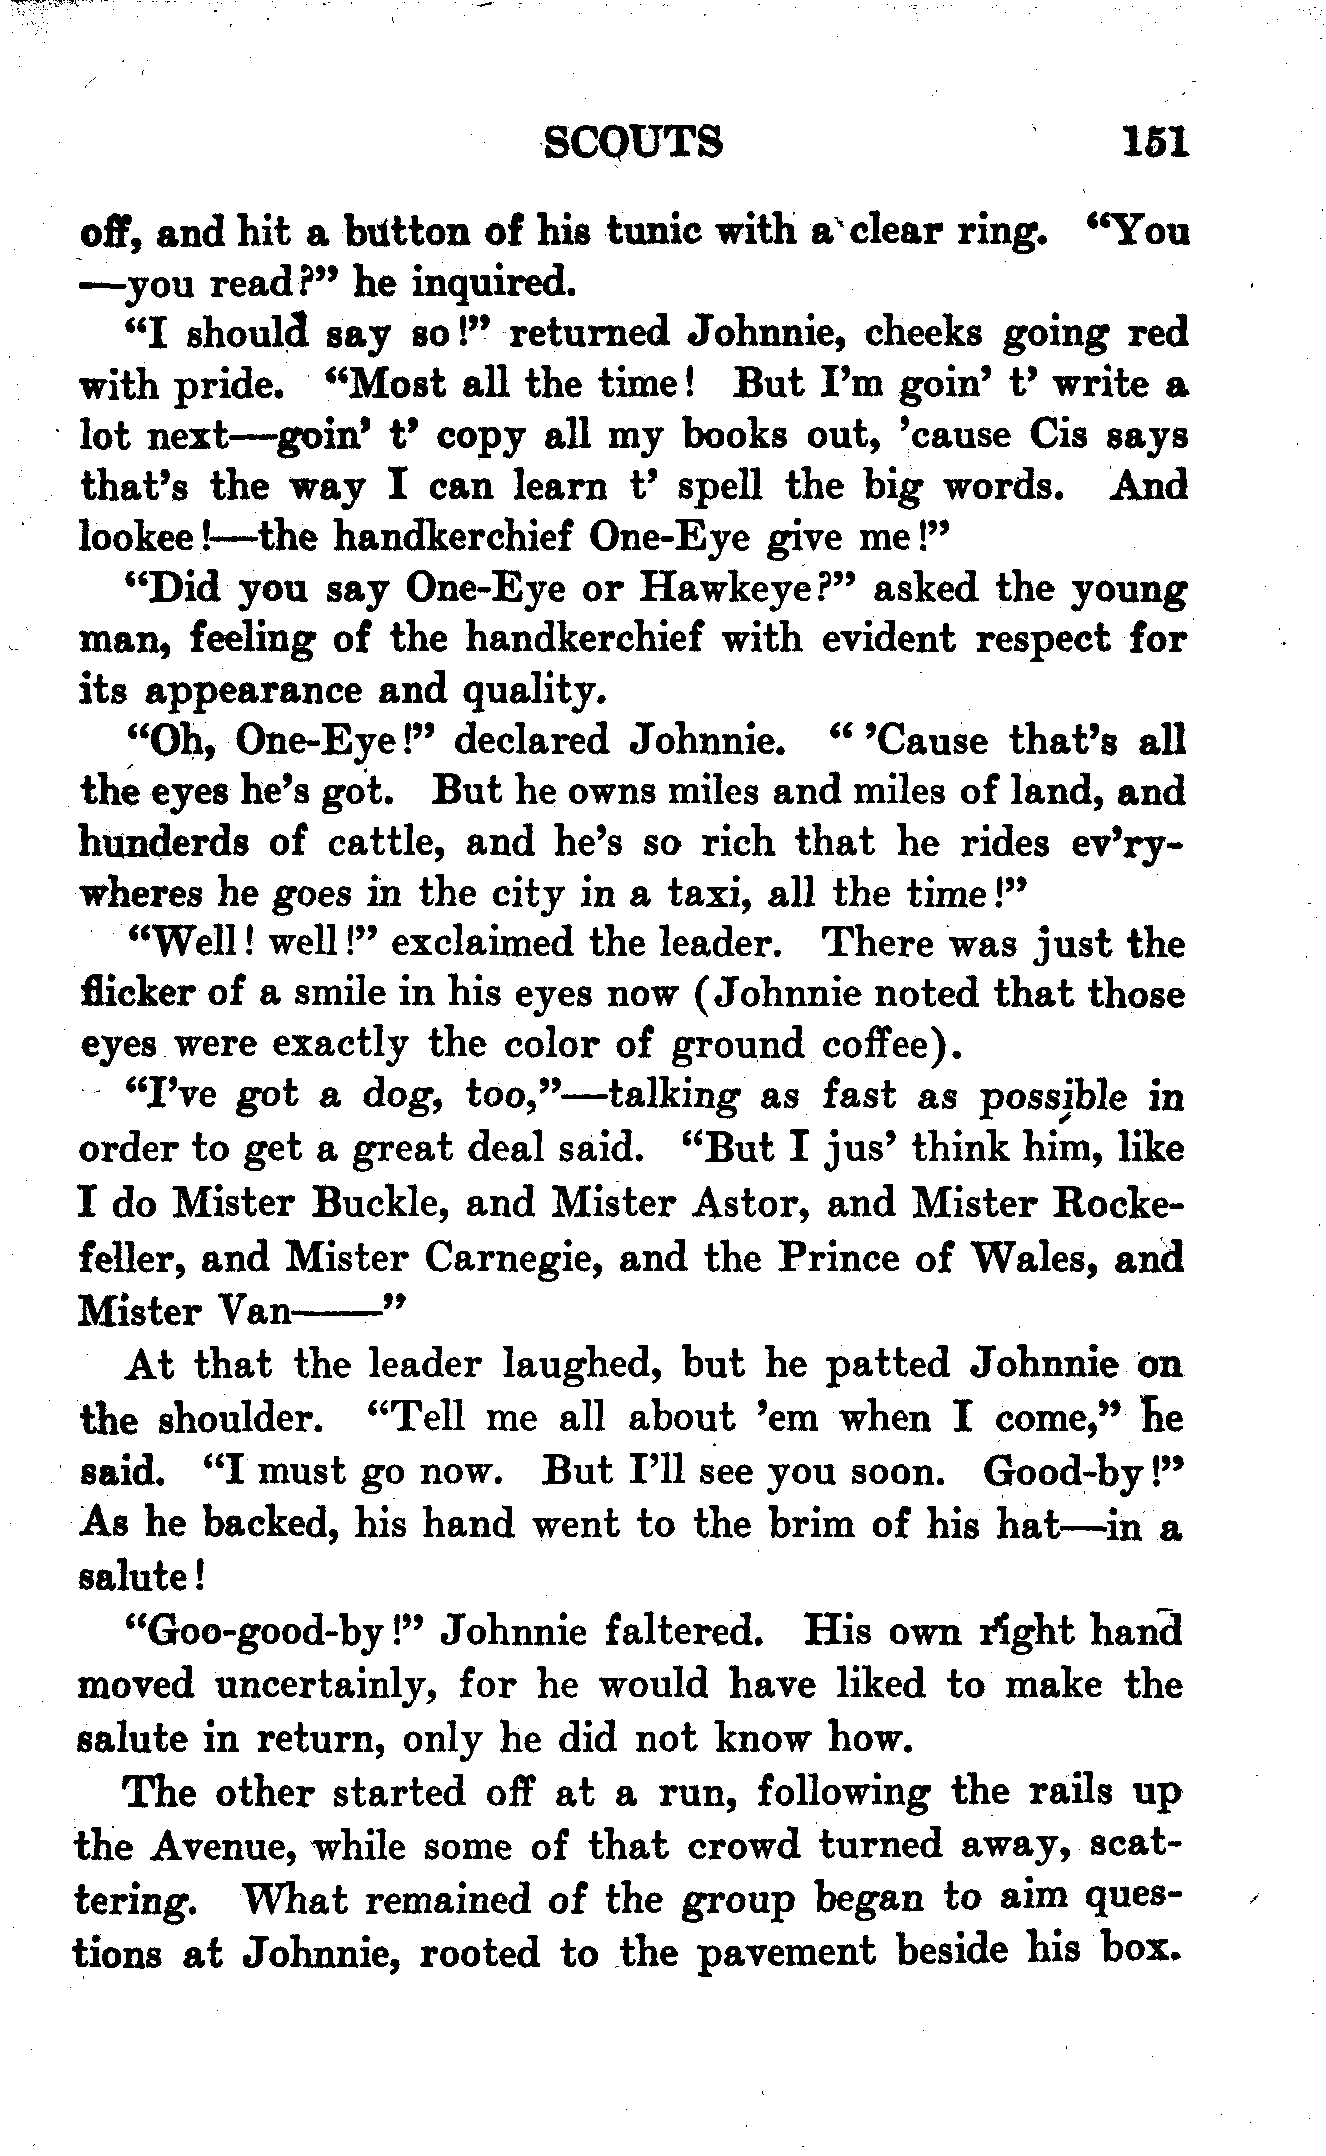 SCOUTS 151
off, and hit a button of his tunic with a clear ring. “You
—you read?” he inquired.
“I should say so!” returned Johnnie, cheeks going red
with pride. “Most all the time! But I’m goin’ t’ write a
lot next—goin’ t’ copy all my books out, ’cause Cis says
that’s the way I can learn t’ spell the big words. And
lookee!—the handkerchief One-Eye give me!”
“Did you say One-Eye or Hawkeye?” asked the young
man, feeling of the handkerchief with evident respect for
its appearance and quality.
“Oh, One-Eye!” declared Johnnie. “ ’Cause that’s all
the eyes he’s got. But he owns miles and miles of land, and
hunderds of cattle, and he’s so rich that he rides ev’ry-
wheres he goes in the city in a taxi, all the time!”
“Well! well!” exclaimed the leader. There was just the
flicker of a smile in his eyes now (Johnnie noted that those
eyes were exactly the color of ground coffee).
“I’ve got a dog, too,”—talking as fast as possible in
order to get a great deal said. “But I jus’ think him, like
I do Mister Buckle, and Mister Astor, and Mister Rocke-
feller, and Mister Carnegie, and the Prince of Wales, and
Mister Van——”
At that the leader laughed, but he patted Johnnie on
the shoulder. “Tell me all about ’em when I come,” he
said. “I must go now. But I’ll see you soon. Good-by!”
As he backed, his hand went to the brim of his hat—in a
salute!
“Goo-good-by!” Johnnie faltered. His own right hand
moved uncertainly, for he would have liked to make the
salute in return, only he did not know how.
The other started off at a run, following the rails up
the Avenue, while some of that crowd turned away, scat-
tering. What remained of the group began to aim ques-
tions at Johnnie, rooted to the pavement beside his box.